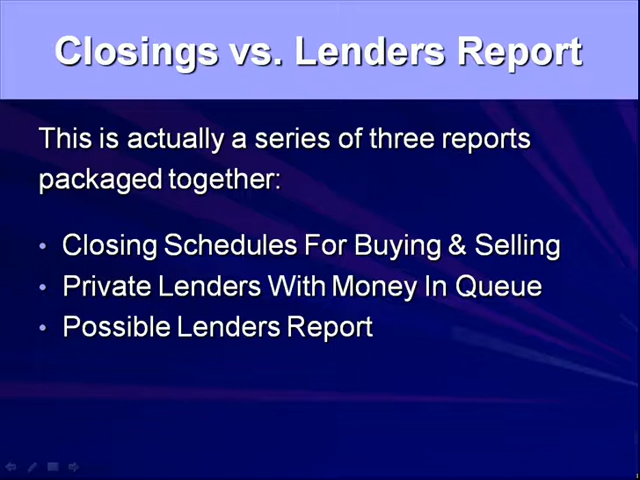 Closings vs. Lenders Report
This is actually a series of three reports
packaged together:
• Closing Schedules For Buying & Selling
• Private Lenders With Money In Queue
• Possible Lenders Report